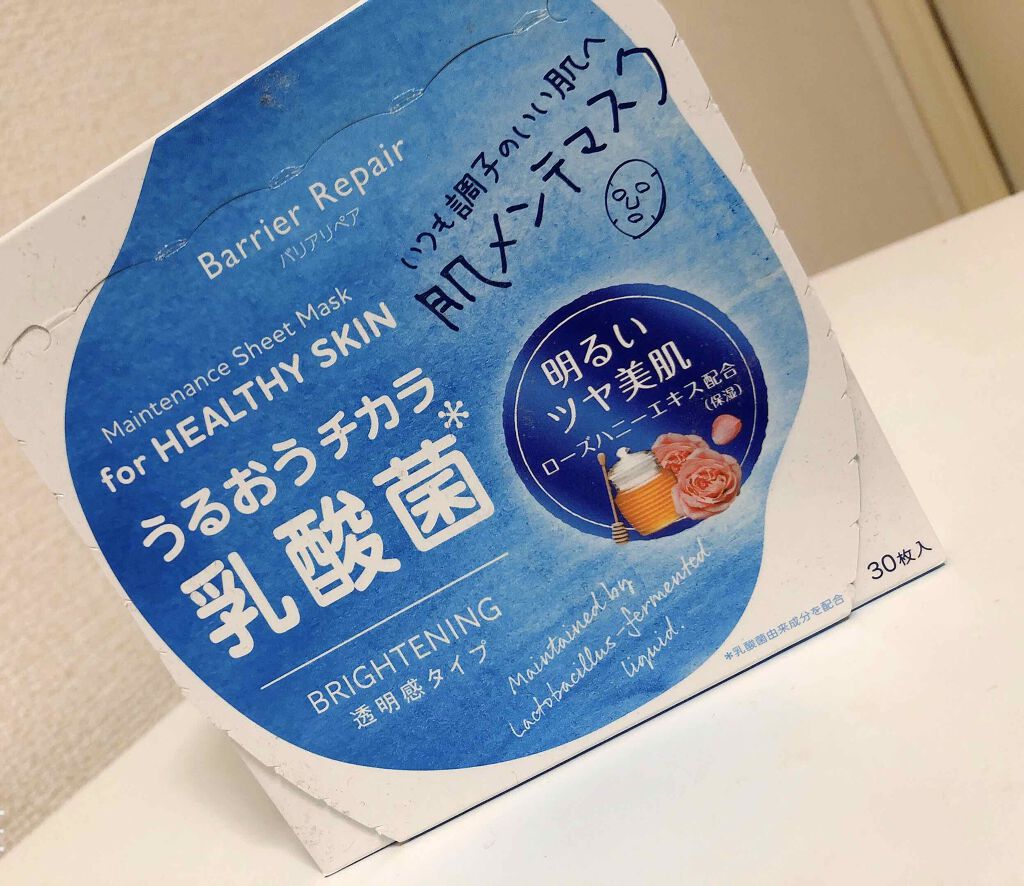 Barrier Repair
バリアリペア
いつも調子のいい肌へ
肌メンテマスク
Maintenance Sheet Mask
for HEALTHY SKIN
うるおうチカラ
乳酸菌*
明るい
ツヤ美肌
ローズハニーエキス配合
(保湿)
BRIGHTENING
透明感タイプ
Maintained by
Lactobacillus-fermented
liquid.
30枚入
*乳酸菌由来成分を配合